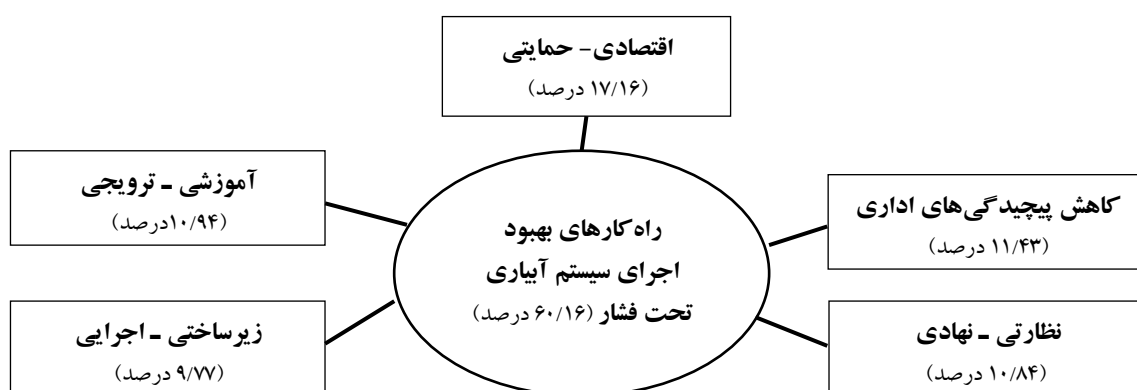 اقتصادی- حمایتی
(۱۷/۱۶ درصد)
آموزشی ـ ترویجی
(۱۰/۹۴درصد)
کاهش پیچیدگی‌های اداری
(۱۱/۴۳ درصد)
راه‌کارهای بهبود
اجرای سیستم آبیاری
تحت فشار (۶۰/۱۶ درصد)
زیرساختی ـ اجرایی
(۹/۷۷ درصد)
نظارتی ـ نهادی
(۱۰/۸۴ درصد)